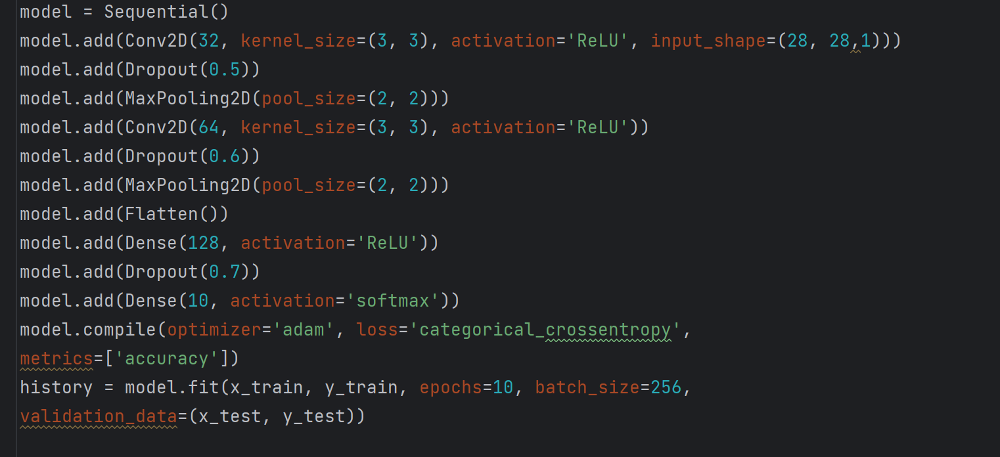 model = Sequential()
model.add(Conv2D(32, kernel_size=(3, 3), activation='ReLU', input_shape=(28, 28,1)))
model.add(Dropout(0.5))
model.add(MaxPooling2D(pool_size=(2, 2)))
model.add(Conv2D(64, kernel_size=(3, 3), activation='ReLU'))
model.add(Dropout(0.6))
model.add(MaxPooling2D(pool_size=(2, 2)))
model.add(Flatten())
model.add(Dense(128, activation='ReLU'))
model.add(Dropout(0.7))
model.add(Dense(10, activation='softmax'))
model.compile(optimizer='adam', loss='categorical_crossentropy',
metrics=['accuracy'])
history = model.fit(x_train, y_train, epochs=10, batch_size=256,
validation_data=(x_test, y_test))